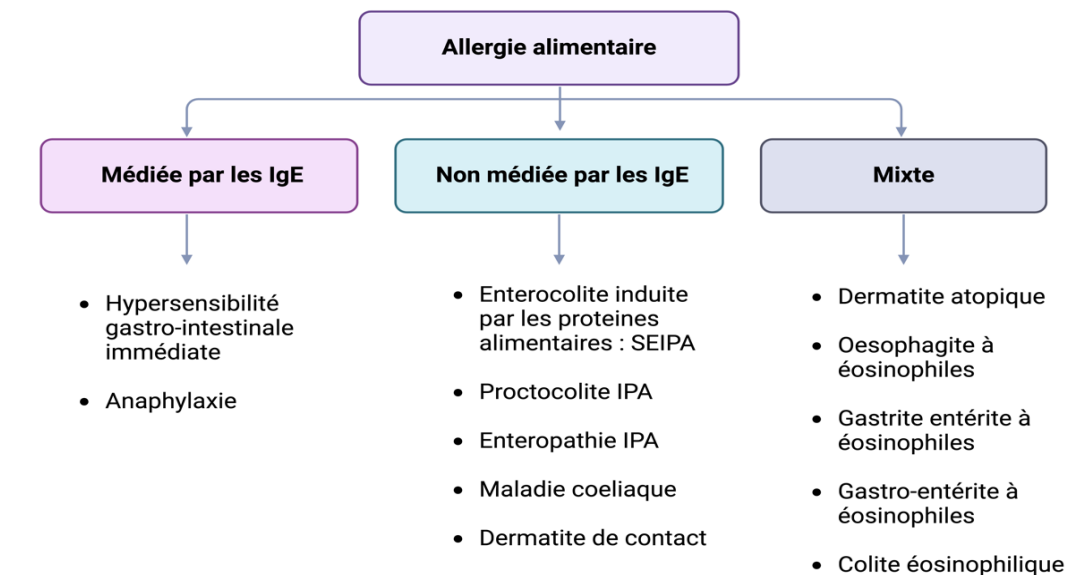 Allergie alimentaire
Médiée par les IgE
Non médiée par les IgE
Mixte
• Hypersensibilité
gastro-intestinale
immédiate
• Anaphylaxie
• Enterocolite induite
par les proteines
alimentaires : SEIPA
• Proctocolite IPA
• Enteropathie IPA
• Maladie coeliaque
• Dermatite de contact
• Dermatite atopique
• Oesophagite à
éosinophiles
• Gastrite entérite à
éosinophiles
• Gastro-entérite à
éosinophiles
• Colite éosinophilique